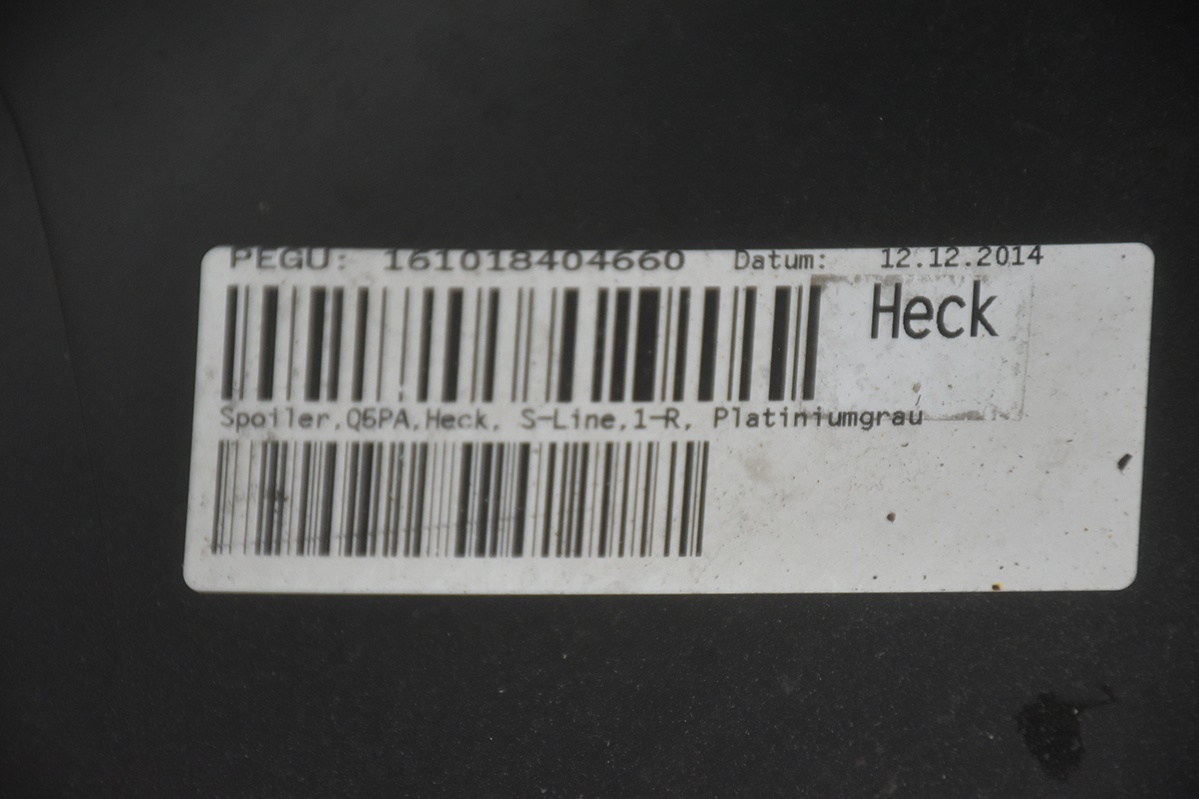 PEGU: 161018404660 Datum: 12.12.2014
Heck
Spoiler,Q5PA,Heck, S-Line,1-R, Platiniumgrau